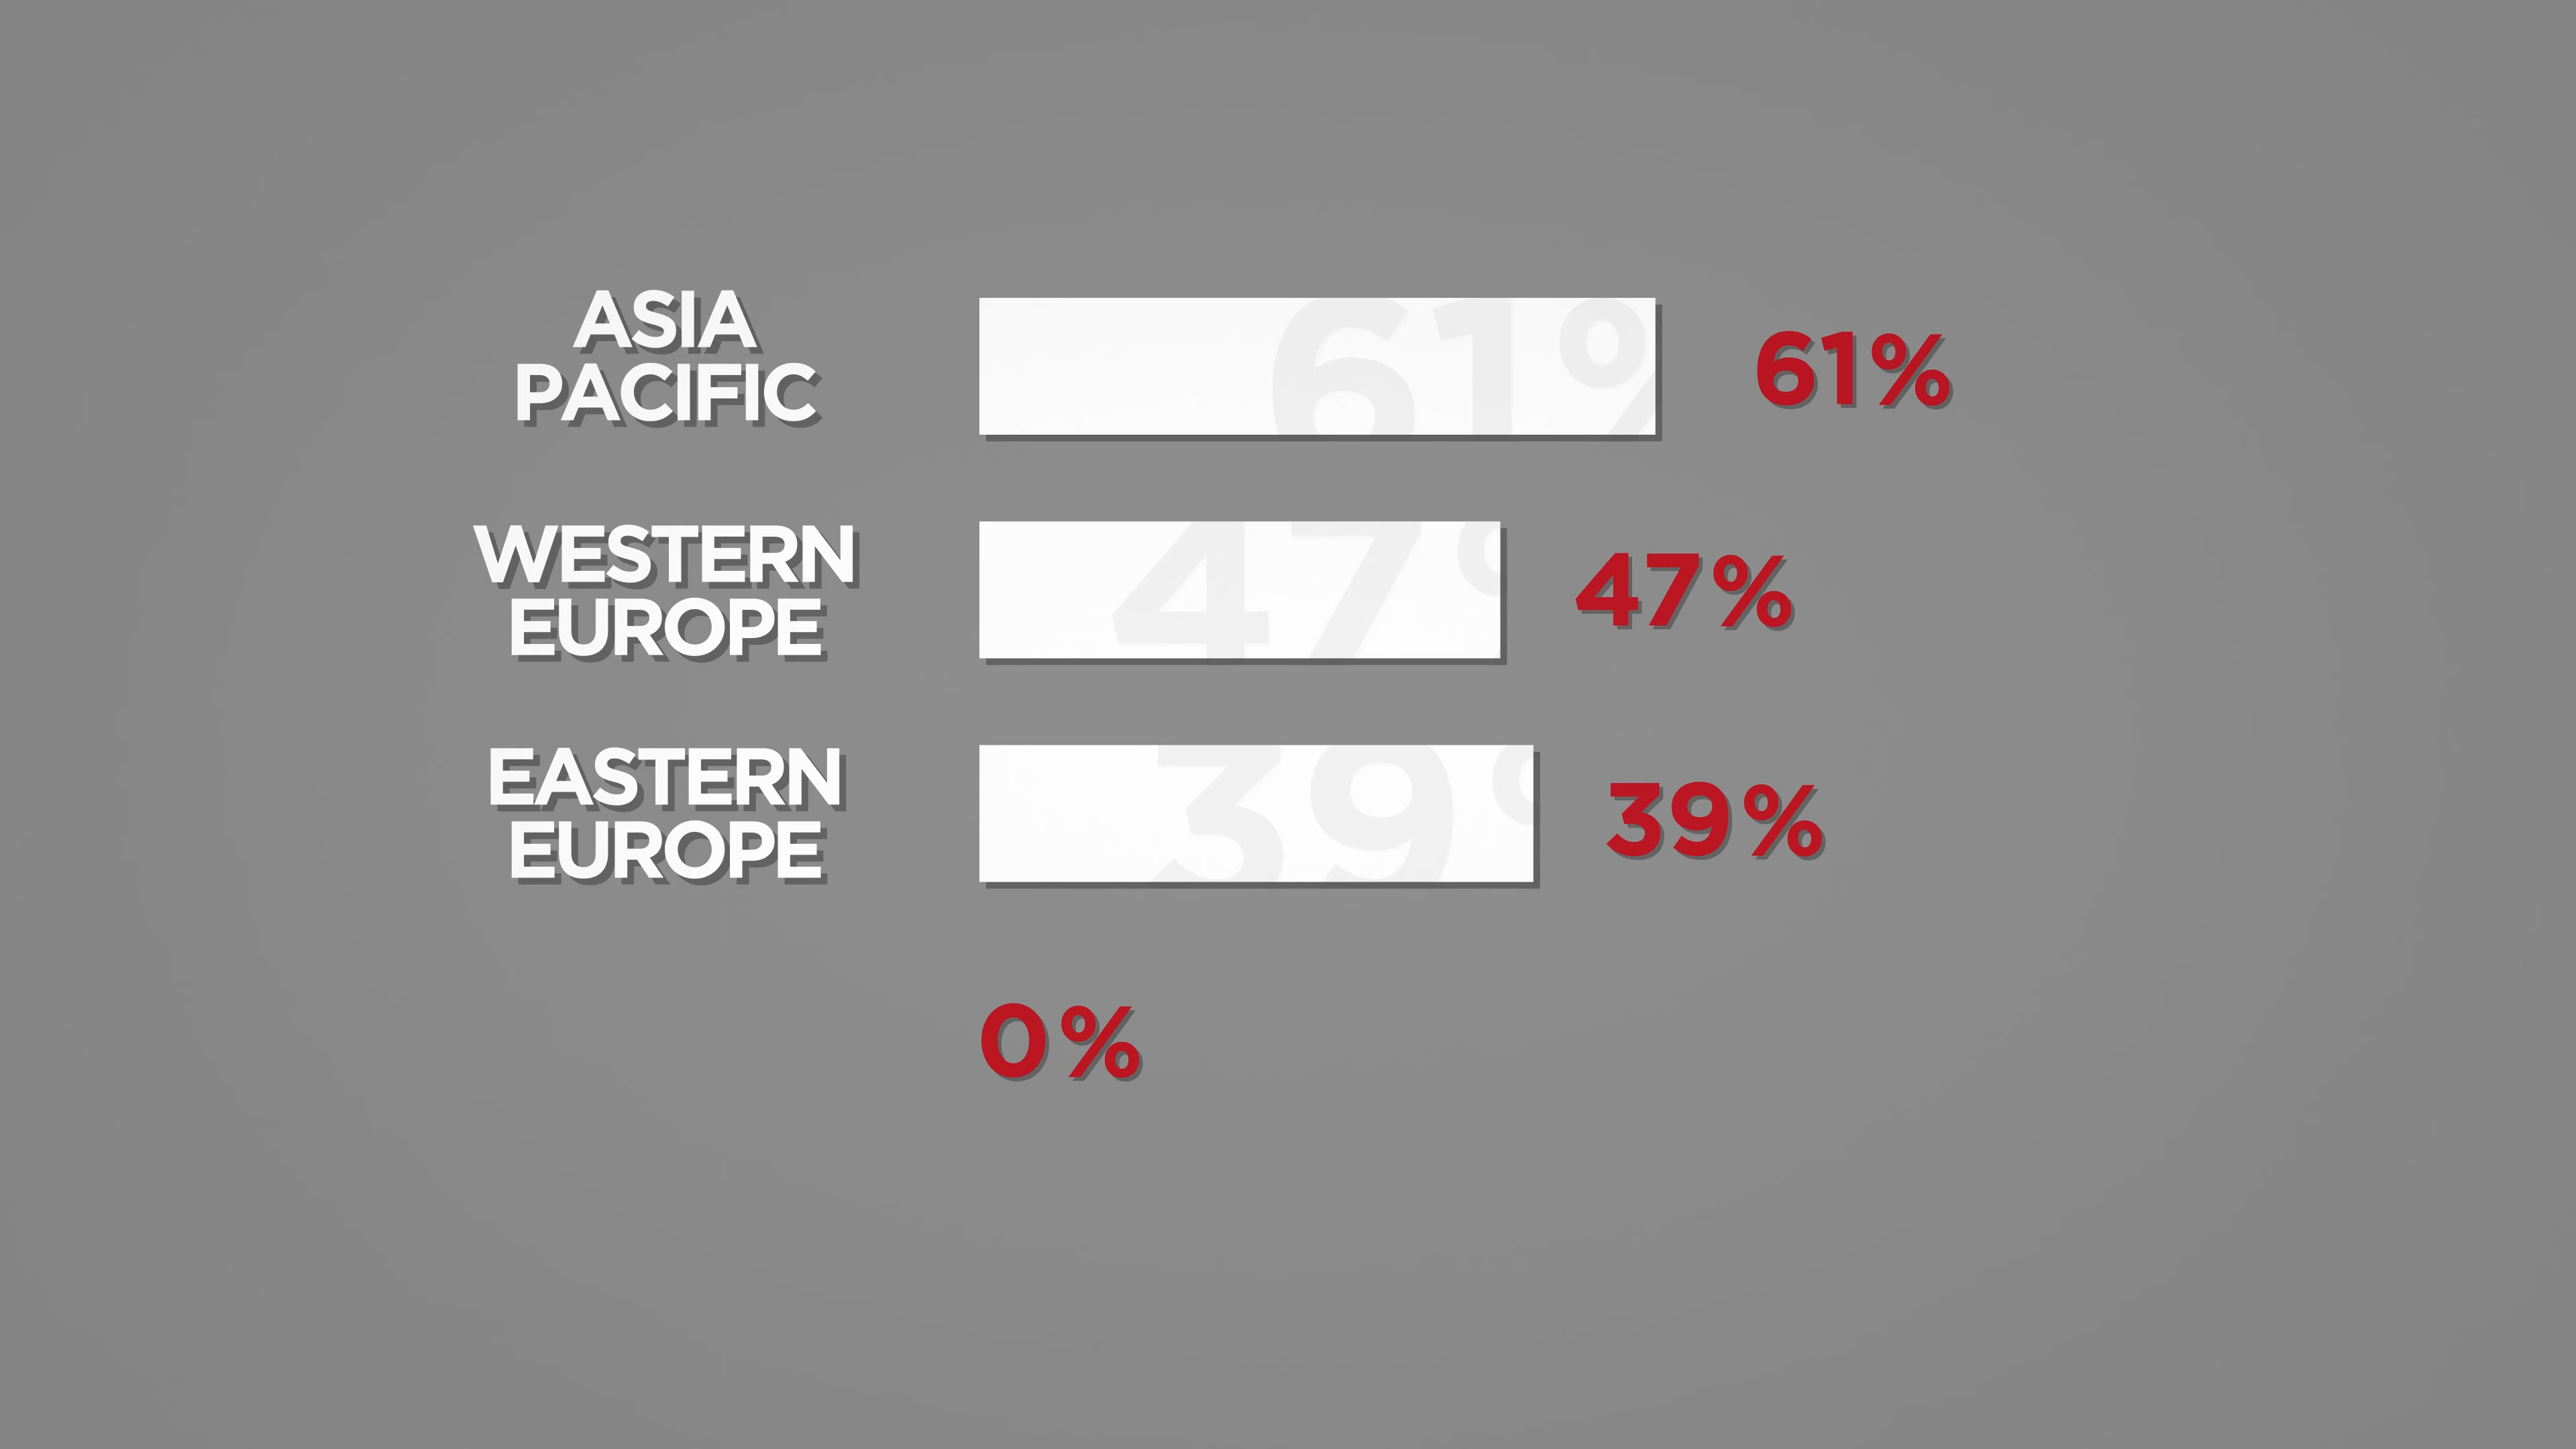 ASIA
PACIFIC
61%
61%
WESTERN
EUROPE
47%
47%
EASTERN
EUROPE
39%
39%
0%